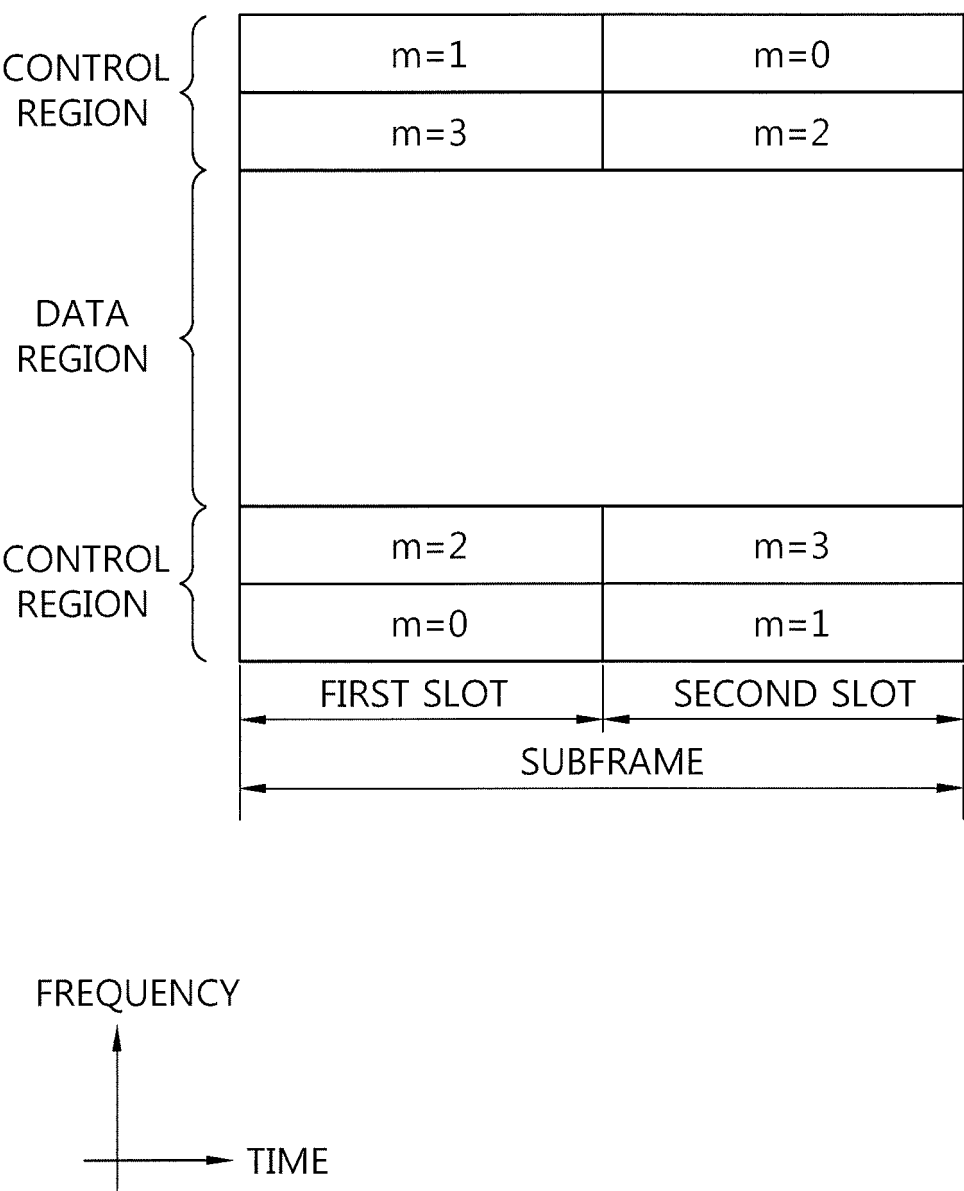 CONTROL
REGION
m=1
m=0
m=3
m=2
DATA
REGION
CONTROL
REGION
m=2
m=3
m=0
m=1
FIRST SLOT
SECOND SLOT
SUBFRAME
FREQUENCY
TIME